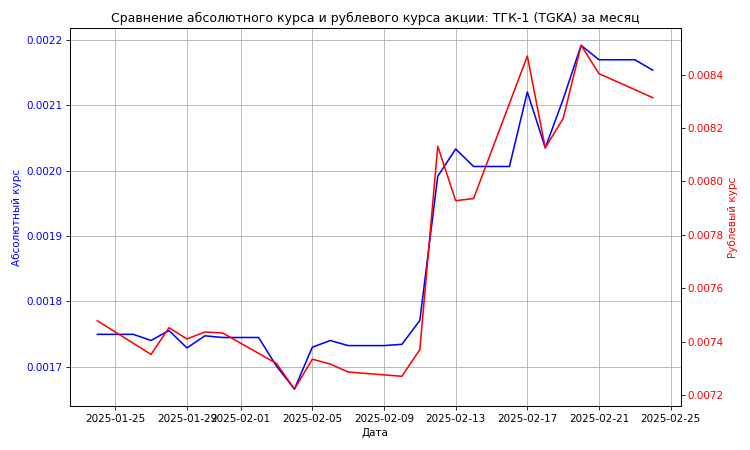 Сравнение абсолютного курса и рублевого курса акции: ТГК-1 (TGKA) за месяц
0.0022
0.0021
0.0020
0.0019
0.0018
0.0017
Абсолютный курс
0.0084
0.0082
0.0080
0.0078
0.0076
0.0074
0.0072
Рублевый курс
2025-01-25 2025-01-29 2025-02-01 2025-02-05 2025-02-09 2025-02-13 2025-02-17 2025-02-21 2025-02-25
Дата